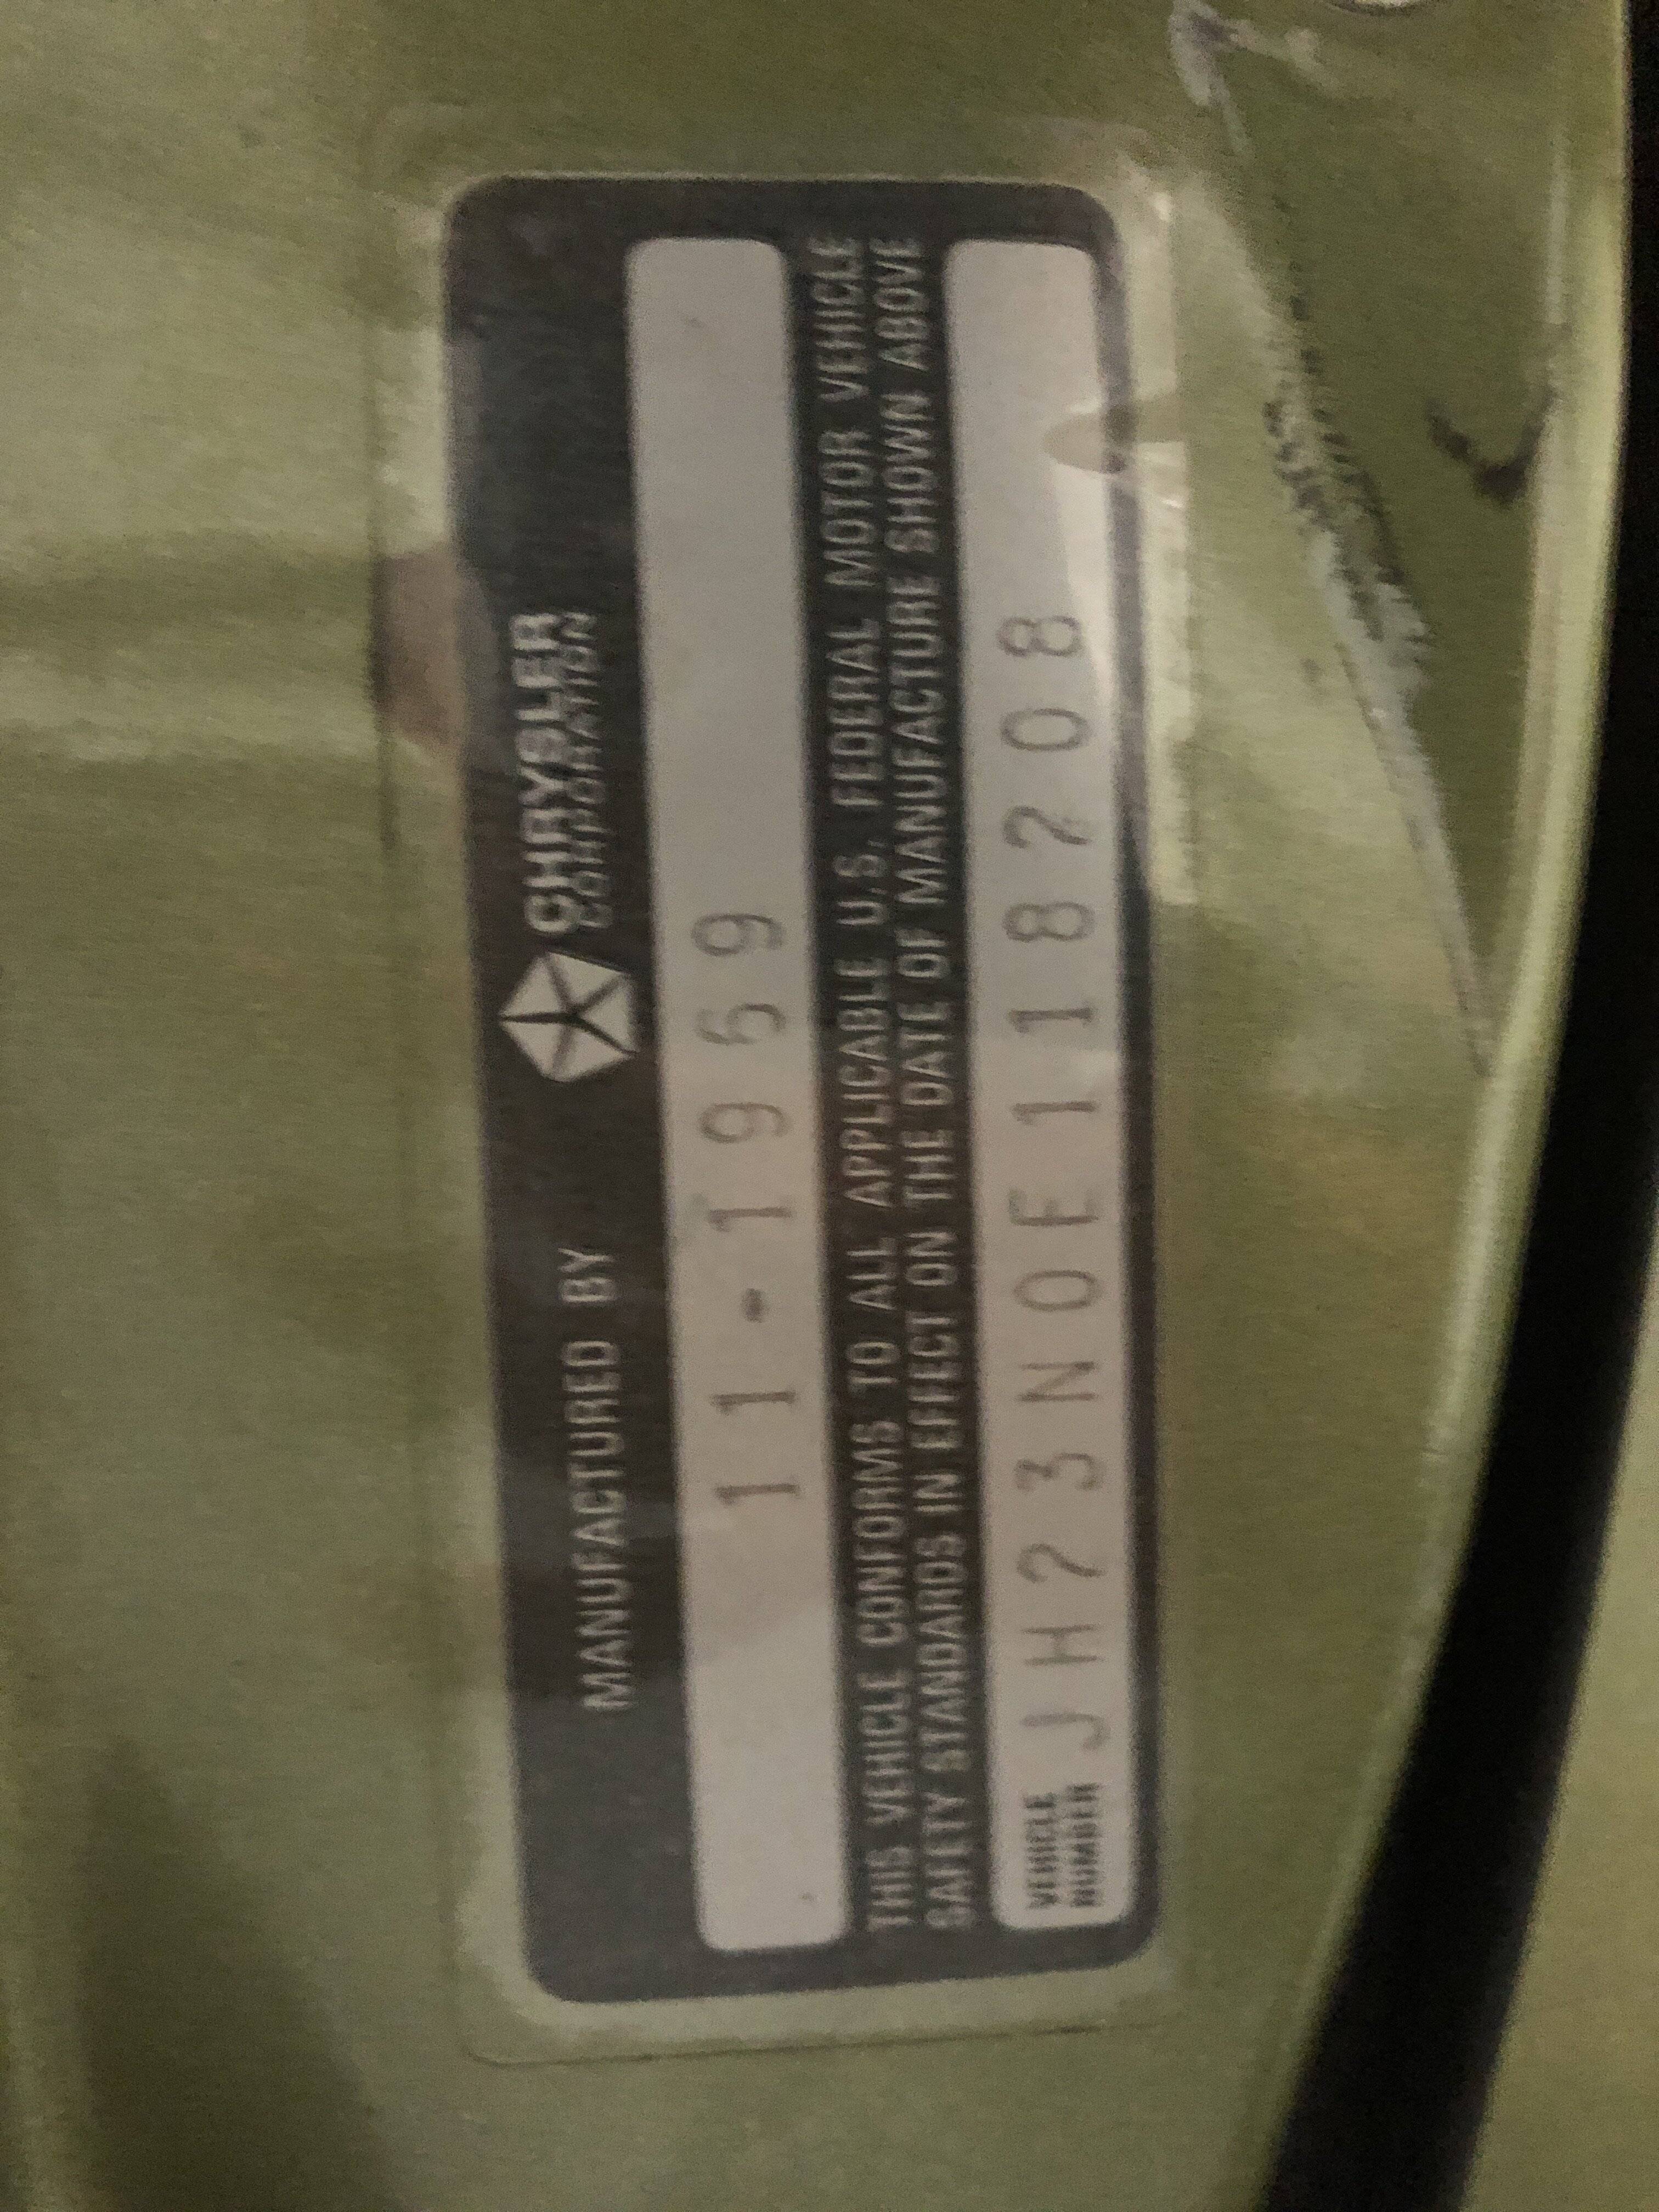 MANUFACTURED BY CHRYSLER
CORPORATION
11-1969
THIS VEHICLE CONFORMS TO ALL APPLICABLE U.S. FEDERAL MOTOR VEHICLE
SAFETY STANDARDS IN EFFECT ON THE DATE OF MANUFACTURE SHOWN ABOVE
VEHICLE
NUMBER JH23N0E118208